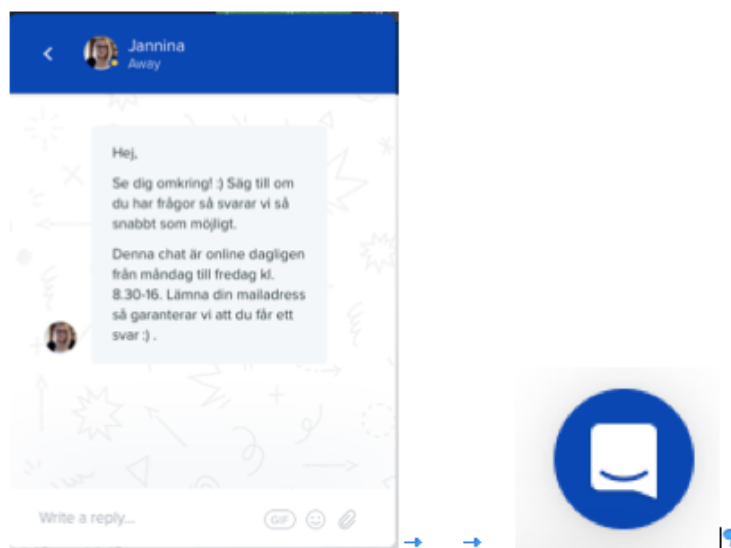 Jannina
Away
Hej,
Se dig omkring! :) Säg till om
du har frågor så svarar vi så
snabbt som möjligt.
Denna chat är online dagligen
från måndag till fredag kl.
8.30-16. Lämna din mailadress
så garanterar vi att du får ett
svar :) .
Write a reply...
GIF